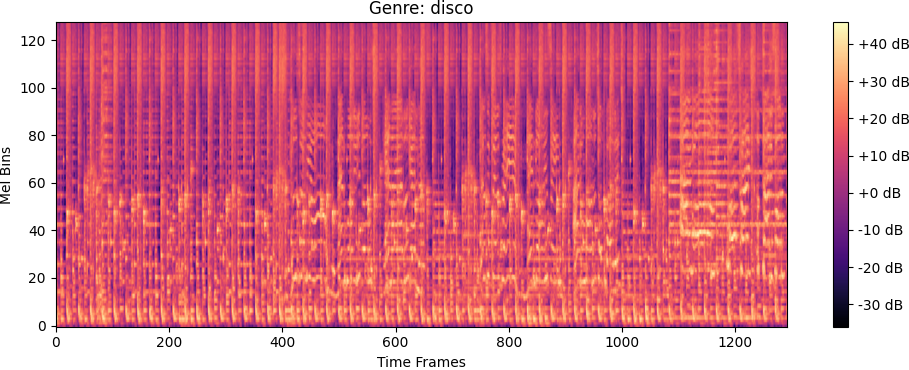 Genre: disco
Mel Bins
120
100
80
60
40
20
0
0
200
400
600
800
1000
1200
Time Frames
+40 dB
+30 dB
+20 dB
+10 dB
+0 dB
-10 dB
-20 dB
-30 dB